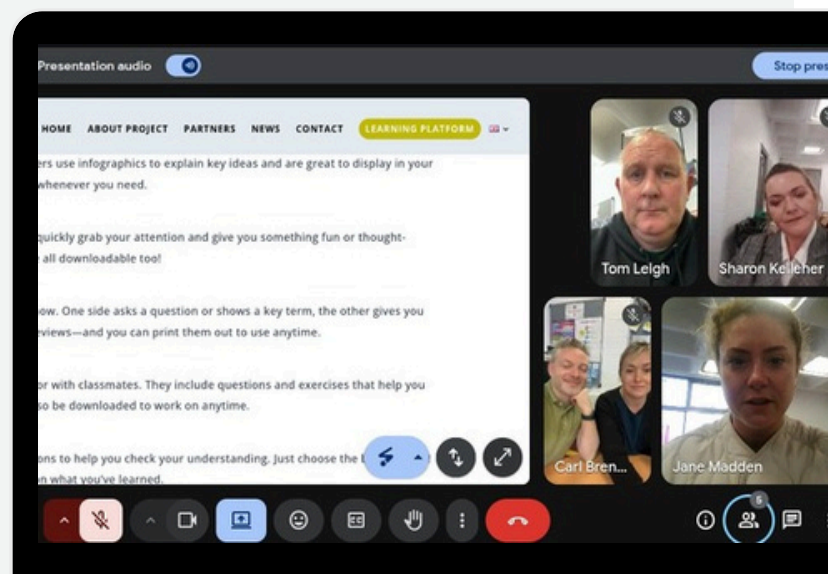 Presentation audio
Stop pres
HOME ABOUT PROJECT PARTNERS NEWS CONTACT LEARNING PLATFORM
ers use infographics to explain key ideas and are great to display in your
whenever you need.
quickly grab your attention and give you something fun or thought-
all downloadable too!
ow. One side asks a question or shows a key term, the other gives you
eviews—and you can print them out to use anytime.
or with classmates. They include questions and exercises that help you
so be downloaded to work on anytime.
ons to help you check your understanding. Just choose the
on what you've learned.
Tom Leigh
Sharon Kelleher
Carl Bren...
Jane Madden
CC
5